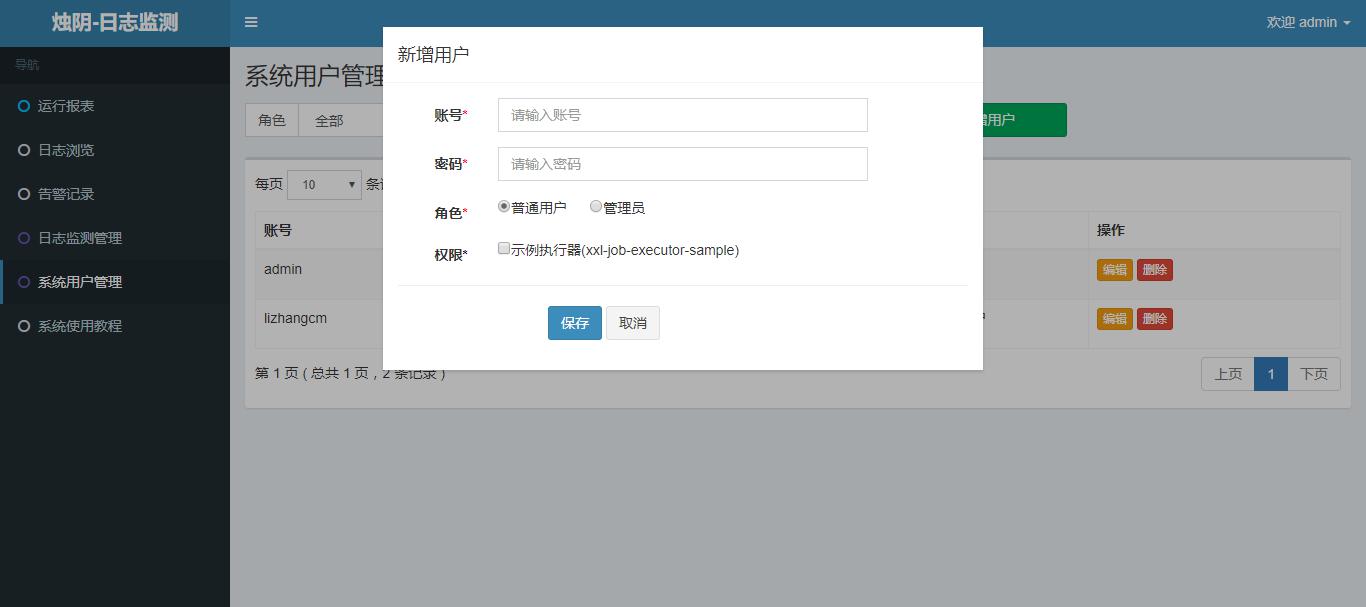 烛阴-日志监测
欢迎 admin
导航
运行报表
日志浏览
告警记录
日志监测管理
系统用户管理
系统使用教程
系统用户管理
角色 全部
用户
每页 10 条
账号 操作
admin 编辑 删除
lizhangcm 编辑 删除
第 1 页 ( 总共 1 页，2 条记录 )
上页 1 下页
新增用户
账号* 请输入账号
密码* 请输入密码
角色* 普通用户 管理员
权限* 示例执行器(xxl-job-executor-sample)
保存 取消